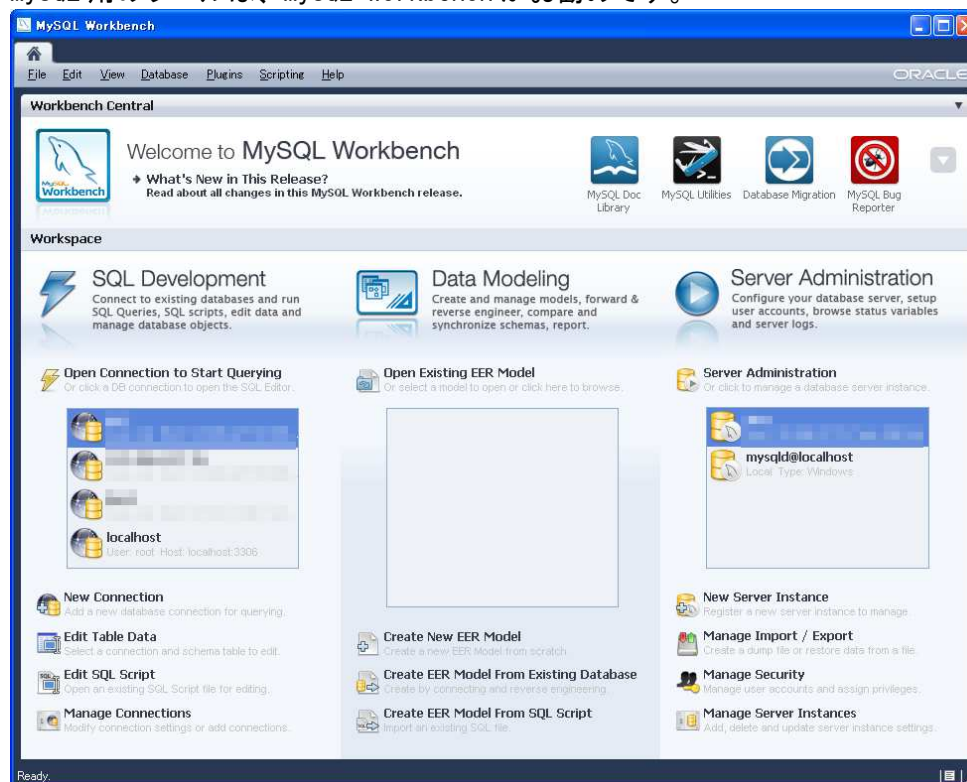 MySQL Workbench
File Edit View Database Plugins Scripting Help
ORACLE
Workbench Central
Welcome to MySQL Workbench
What's New in This Release?
Read about all changes in this MySQL Workbench release.
MySQL Workbench
MySQL Doc Library
MySQL Utilities
Database Migration
MySQL Bug Reporter
Workspace
SQL Development
Connect to existing databases and run
SQL Queries, SQL scripts, edit data and
manage database objects.
Data Modeling
Create and manage models, forward &
reverse engineer, compare and
synchronize schemas, report.
Server Administration
Configure your database server, setup
user accounts, browse status variables
and server logs.
Open Connection to Start Querying
Or click a DB connection to open the SQL Editor.
localhost
User: root Host: localhost:3306
New Connection
Add a new database connection for querying.
Edit Table Data
Select a connection and schema table to edit.
Edit SQL Script
Open an existing SQL Script file for editing.
Manage Connections
Modify connection settings or add connections.
Open Existing EER Model
Or select a model to open or click here to browse.
Create New EER Model
Create a new EER Model from scratch
Create EER Model From Existing Database
Create by connecting and reverse engineering.
Create EER Model From SQL Script
Import an existing SQL file.
Server Administration
Or click to manage a database server instance.
mysqld@localhost
Local Type: Windows
New Server Instance
Register a new server instance to manage
Manage Import / Export
Create a dump file or restore data from a file.
Manage Security
Manage user accounts and assign privileges.
Manage Server Instances
Add, delete and update server instance settings.
Ready.